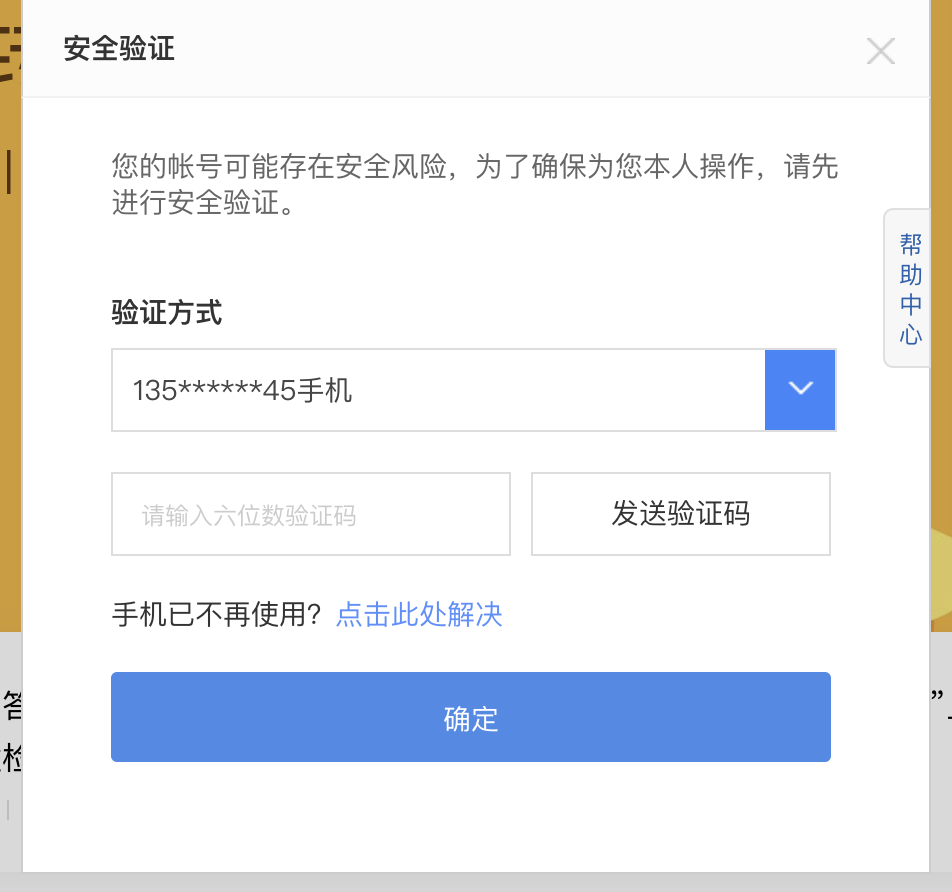 安全验证
您的帐号可能存在安全风险，为了确保为您本人操作，请先
进行安全验证。
帮
助
中
心
验证方式
135******45手机
请输入六位数验证码
发送验证码
手机已不再使用？点击此处解决
答
”
检
确定